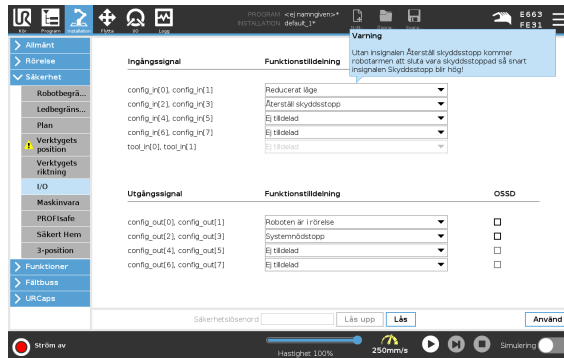 PROGRAM <ej namngiven>*
INSTALLATION default_1*
E663
FE31
Kör
Program
Installation
Flytta
I/O
Logg
Varning
Utan insignalen Återställ skyddsstopp kommer
robotarmen att sluta vara skyddsstoppad så snart
insignalen Skyddsstopp blir hög!
Allmänt
Rörelse
Säkerhet
Robotbegrä...
Ledbegräns...
Plan
Verktygets
position
Verktygets
riktning
I/O
Maskinvara
PROFIsafe
Säkert Hem
3-position
Funktioner
Fältbuss
URCaps
Ingångssignal Funktionstilldelning
config_in[0], config_in[1] Reducerat läge
config_in[2], config_in[3] Återställ skyddsstopp
config_in[4], config_in[5] Ej tilldelad
config_in[6], config_in[7] Ej tilldelad
tool_in[0], tool_in[1] Ej tilldelad
Utgångssignal Funktionstilldelning OSSD
config_out[0], config_out[1] Roboten är i rörelse
config_out[2], config_out[3] Systemnödstopp
config_out[4], config_out[5] Ej tilldelad
config_out[6], config_out[7] Ej tilldelad
Säkerhetslösenord Lås upp Lås Använd
Ström av
Hastighet 100%
250mm/s
Simulering